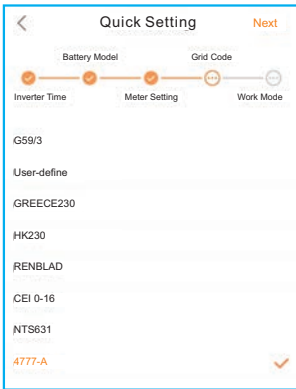 Quick Setting Next
Battery Model Grid Code
Inverter Time Meter Setting Work Mode
G59/3
User-define
GREECE230
HK230
RENBLAD
CEI 0-16
NTS631
4777-A